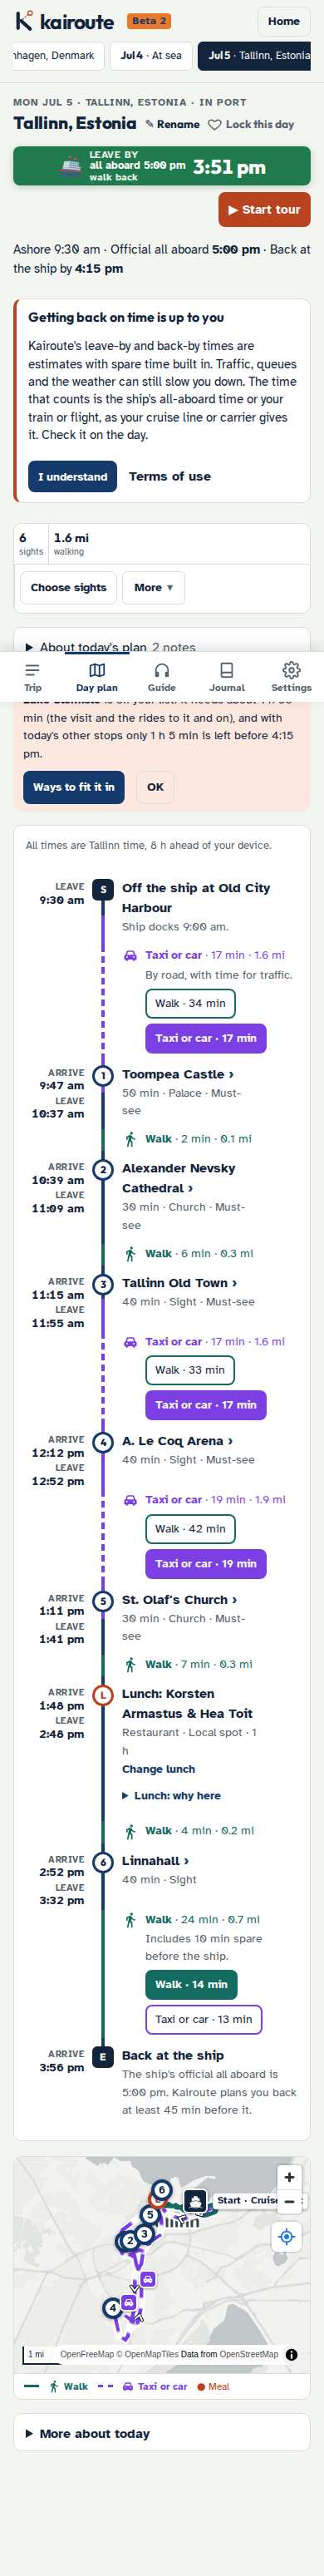 kairoute Beta 2 Home
nhagen, Denmark Jul 4 · At sea Jul 5 · Tallinn, Estonia
MON JUL 5 · TALLINN, ESTONIA · IN PORT
Tallinn, Estonia ✎ Rename Lock this day
LEAVE BY
all aboard 5:00 pm 3:51 pm
walk back
▶ Start tour
Ashore 9:30 am · Official all aboard 5:00 pm · Back at
the ship by 4:15 pm
Getting back on time is up to you
Kairoute's leave-by and back-by times are
estimates with spare time built in. Traffic, queues
and the weather can still slow you down. The time
that counts is the ship's all-aboard time or your
train or flight, as your cruise line or carrier gives
it. Check it on the day.
I understand Terms of use
6 1.6 mi
sights walking
Choose sights More ▾
▶ About today's plan 2 notes
Trip Day plan Guide Journal Settings
min (the visit and the rides to it and on), and with
today's other stops only 1 h 5 min is left before 4:15
pm.
Ways to fit it in OK
All times are Tallinn time, 8 h ahead of your device.
LEAVE
9:30 am
S
Off the ship at Old City
Harbour
Ship docks 9:00 am.
Taxi or car · 17 min · 1.6 mi
By road, with time for traffic.
Walk · 34 min
Taxi or car · 17 min
ARRIVE
9:47 am
LEAVE
10:37 am
1
Toompea Castle ›
50 min · Palace · Must-
see
Walk · 2 min · 0.1 mi
ARRIVE
10:39 am
LEAVE
11:09 am
2
Alexander Nevsky
Cathedral ›
30 min · Church · Must-
see
Walk · 6 min · 0.3 mi
ARRIVE
11:15 am
LEAVE
11:55 am
3
Tallinn Old Town ›
40 min · Sight · Must-see
Taxi or car · 17 min · 1.6 mi
Walk · 33 min
Taxi or car · 17 min
ARRIVE
12:12 pm
LEAVE
12:52 pm
4
A. Le Coq Arena ›
40 min · Sight · Must-see
Taxi or car · 19 min · 1.9 mi
Walk · 42 min
Taxi or car · 19 min
ARRIVE
1:11 pm
LEAVE
1:41 pm
5
St. Olaf's Church ›
30 min · Church · Must-
see
Walk · 7 min · 0.3 mi
ARRIVE
1:48 pm
LEAVE
2:48 pm
L
Lunch: Korsten
Armastus & Hea Toit
Restaurant · Local spot · 1
h
Change lunch
▶ Lunch: why here
Walk · 4 min · 0.2 mi
ARRIVE
2:52 pm
LEAVE
3:32 pm
6
Linnahall ›
40 min · Sight
Walk · 24 min · 0.7 mi
Includes 10 min spare
before the ship.
Walk · 14 min
Taxi or car · 13 min
ARRIVE
3:56 pm
E
Back at the ship
The ship's official all aboard is
5:00 pm. Kairoute plans you back
at least 45 min before it.
6
5
2 3
4
Start · Cruise
+
−
1 mi OpenFreeMap © OpenMapTiles Data from OpenStreetMap
Walk Taxi or car Meal
▶ More about today